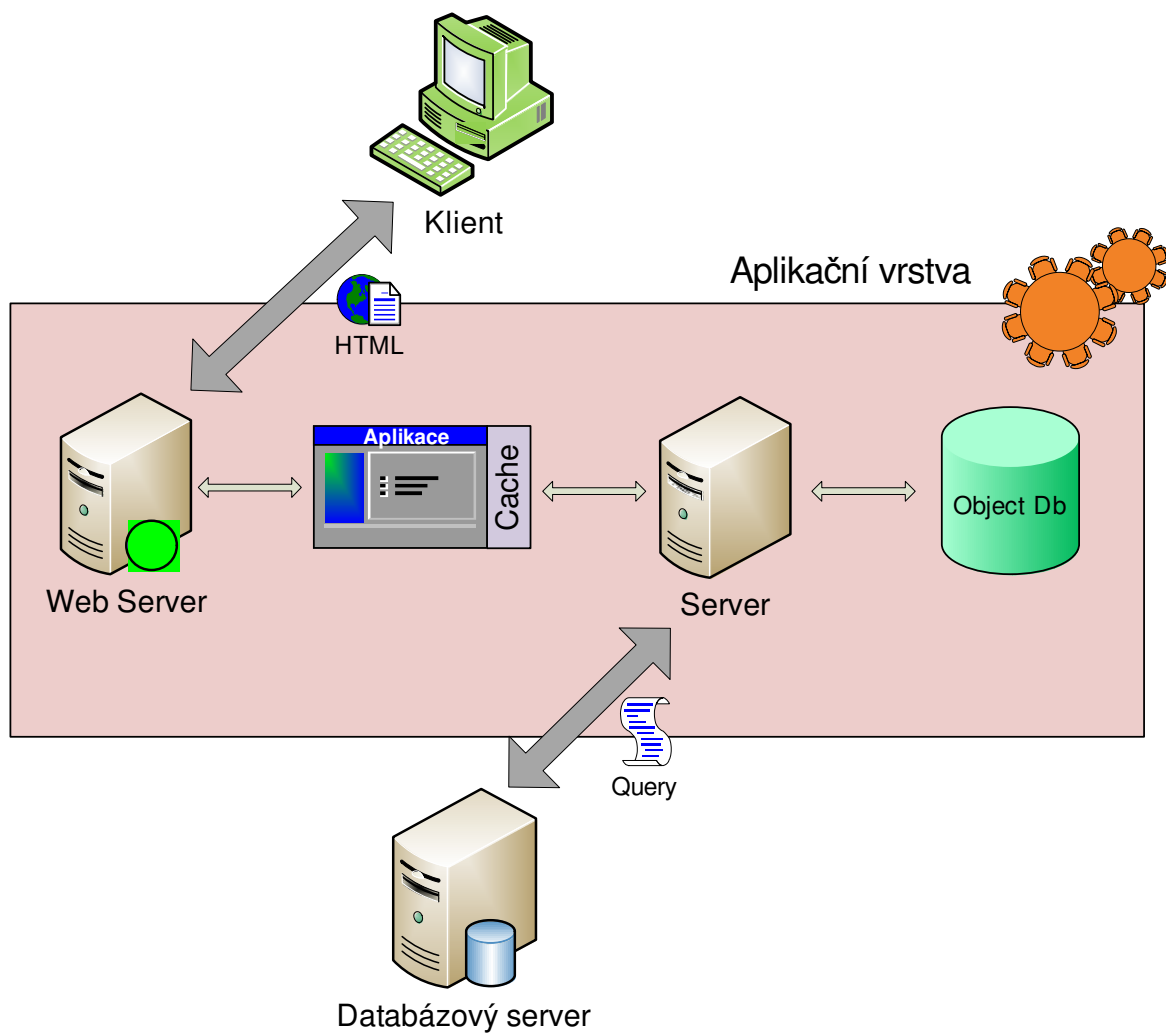 Klient
Aplikační vrstva
HTML
Aplikace
Cache
Object Db
Web Server
Server
Query
Databázový server